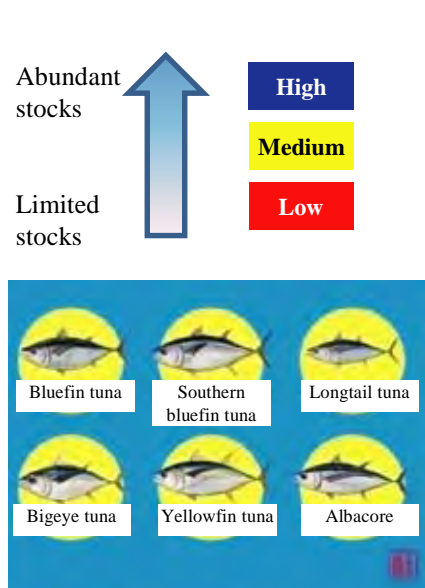 Abundant
stocks
High
Medium
Limited
stocks
Low
Bluefin tuna
Southern
bluefin tuna
Longtail tuna
Bigeye tuna
Yellowfin tuna
Albacore